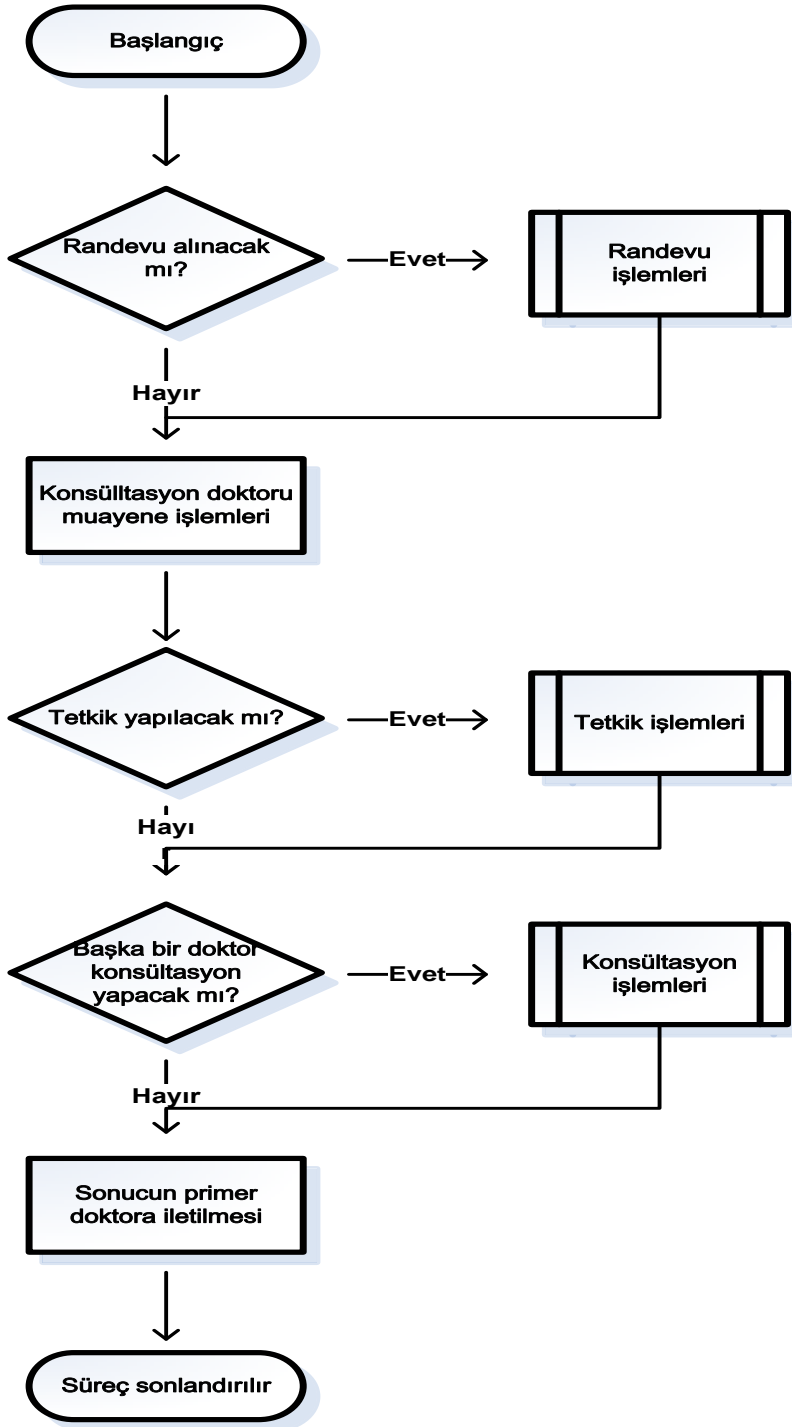 Başlangıç
Randevu alınacak
mı?
Evet
Randevu
işlemleri
Hayır
Konsülltasyon doktoru
muayene işlemleri
Tetkik yapılacak mı?
Evet
Tetkik işlemleri
Hayı
Başka bir doktor
konsültasyon
yapacak mı?
Evet
Konsültasyon
işlemleri
Hayır
Sonucun primer
doktora iletilmesi
Süreç sonlandırılır